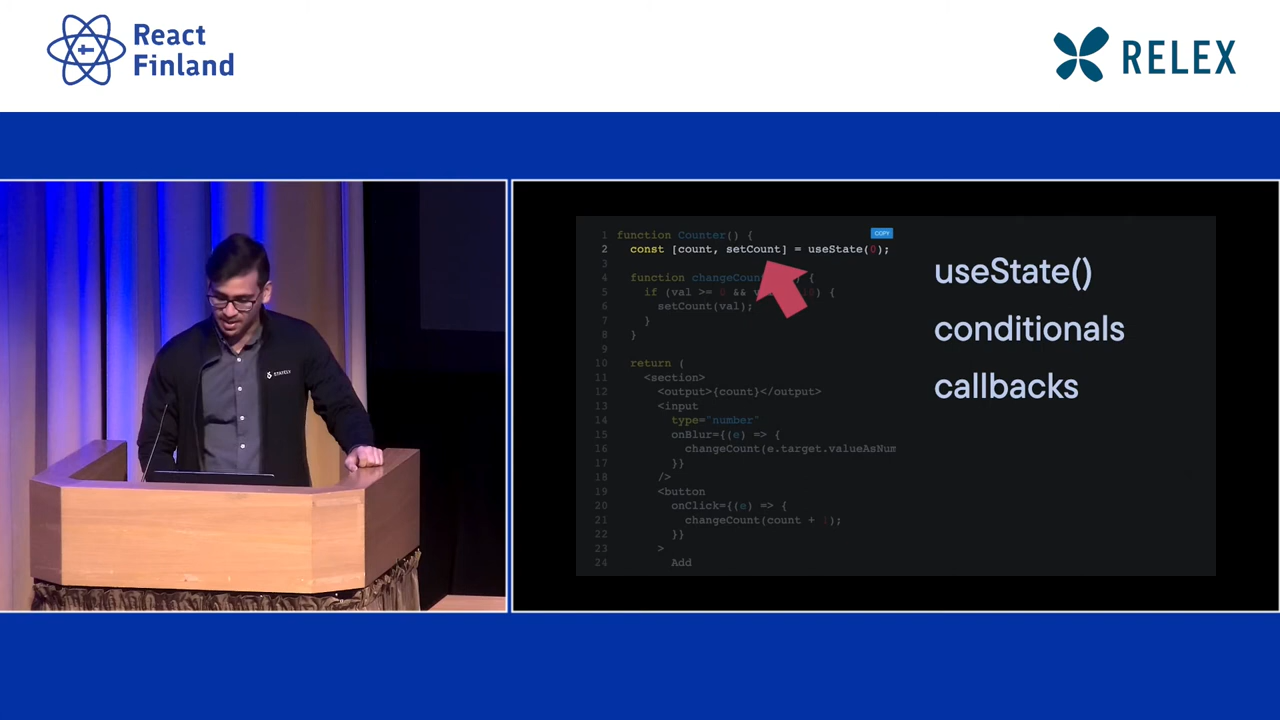 React
Finland
RELEX
STATELY
COPY
1 function Counter() {
2 const [count, setCount] = useState(0);
3
4 function changeCount {
5 if (val >= 0 && 10) {
6 setCount(val);
7 }
8 }
9
10 return (
11 <section>
12 <output>{count}</output>
13 <input
14 type="number"
15 onBlur={(e) => {
16 changeCount(e.target.valueAsNum
17 }}
18 />
19 <button
20 onClick={(e) => {
21 changeCount(count + 1);
22 }}
23 >
24 Add
useState()
conditionals
callbacks